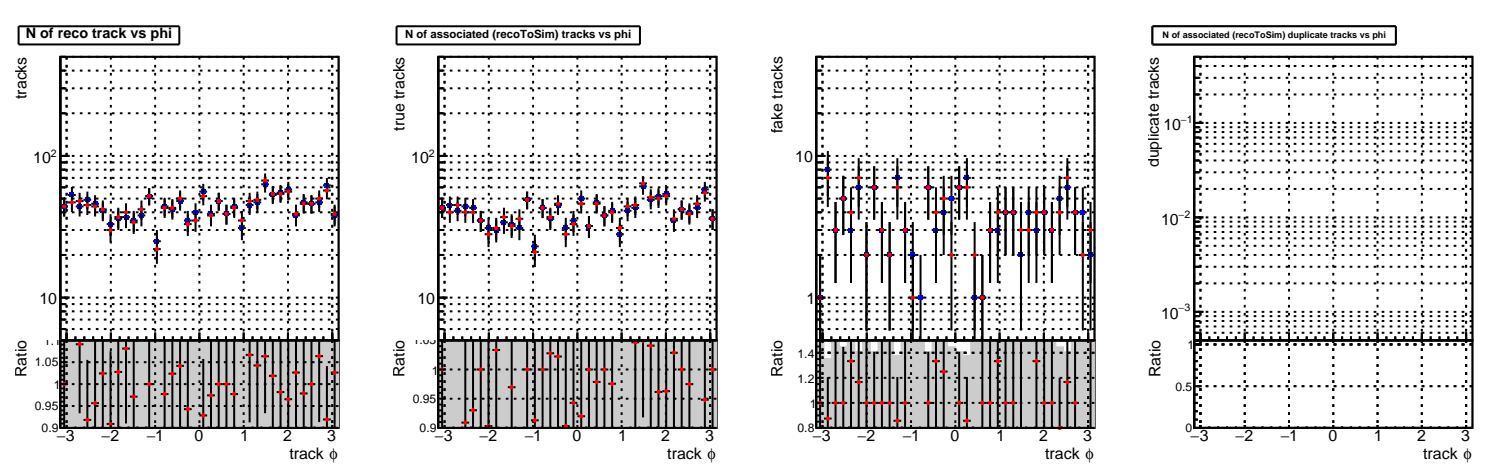 N of reco track vs phi
tracks
10²
10
Ratio
1.1
1.05
1
0.95
0.9
−3 −2 −1 0 1 2 3
track ϕ
N of associated (recoToSim) tracks vs phi
true tracks
10²
10
Ratio
1.05
1
0.95
0.9
−3 −2 −1 0 1 2 3
track ϕ
fake tracks
10
1
Ratio
1.4
1.2
1
0.8
−3 −2 −1 0 1 2 3
track ϕ
N of associated (recoToSim) duplicate tracks vs phi
duplicate tracks
10⁻¹
10⁻²
10⁻³
Ratio
1
0.5
0
−3 −2 −1 0 1 2 3
track ϕ